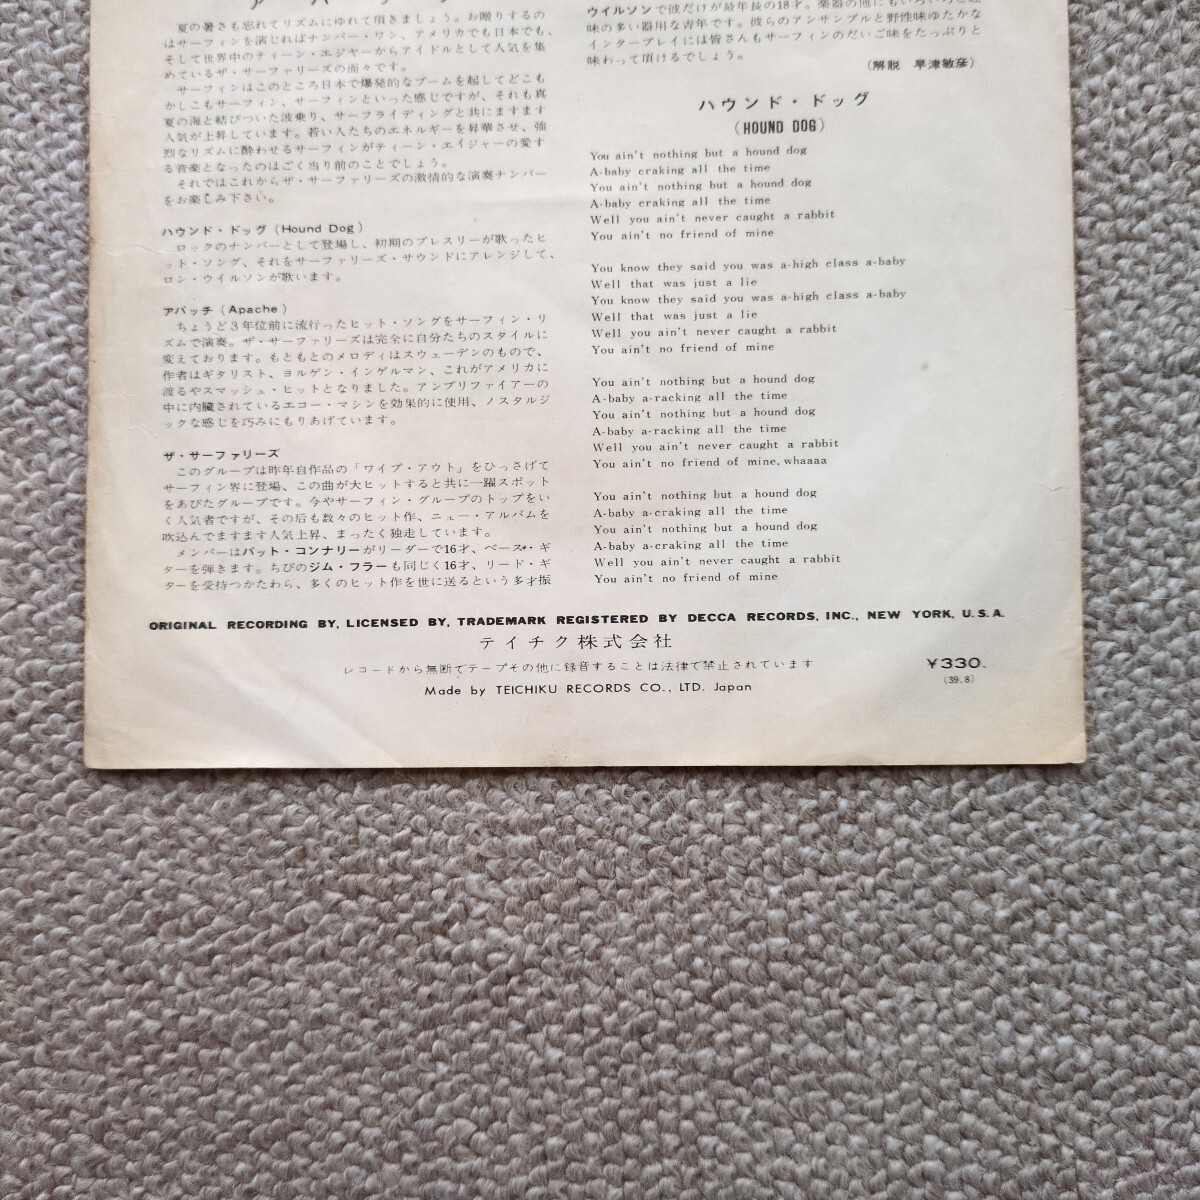 夏の暑さも忘れてリズムにゆれて頂きましょう。お贈りするの
はサーフィンを演じればナンバー・ワン、アメリカでも日本でも、
そして世界中のティーン・エジャーからアイドルとして人気を集
めているザ・サーファリーズの面々です。
サーフィンはこのところ日本で爆発的なブームを起してどこも
かしこもサーフィン、サーフィンといった感じですが、それも真
夏の海と結びついた波乗り、サーフライディングと共にますます
人気が上昇しています。若い人たちのエネルギーを昇華させ、強
烈なリズムに酔わせるサーフィンがティーン・エイジャーの愛す
る音楽となったのはごく当り前のことでしょう。
それではこれからザ・サーファリーズの激情的な演奏ナンバー
をお楽しみ下さい。
ハウンド・ドッグ (Hound Dog)
ロックのナンバーとして登場し、初期のプレスリーが歌ったヒ
ット・ソング、それをサーファリーズ・サウンドにアレンジして、
ロン・ウイルソンが歌います。
アパッチ (Apache)
ちょうど3年位前に流行ったヒット・ソングをサーフィン・リ
ズムで演奏。ザ・サーファリーズは完全に自分たちのスタイルに
変えております。もともとのメロディはスウェーデンのもので、
作者はギタリスト、ヨルゲン・インゲルマン、これがアメリカに
渡るやスマッシュ・ヒットとなりました。アンプリファイアーの
中に内臓されているエコー・マシンを効果的に使用、ノスタルジ
ックな感じを巧みにもりあげています。
ザ・サーファリーズ
このグループは昨年自作品の「ワイプ・アウト」をひっさげて
サーフィン界に登場、この曲が大ヒットすると共に一躍スポット
をあびたグループです。今やサーフィン・グループのトップをい
く人気者ですが、その后も数々のヒット作、ニュー・アルバムを
吹込んでますます人気上昇、まったく独走しています。
メンバーはパット・コンナリーがリーダーで16才、ベース・ギ
ターを弾きます。ちびのジム・フラーも同じく16才、リード・ギ
ターを受持つかたわら、多くのヒット作を世に送るという多才振
ウイルソンで彼だけが最年長の18才。楽器の他にもいろいろと趣
味の多い器用な青年です。彼らのアンサンブルと野性味ゆたかな
インタープレイには皆さんもサーフィンのだいご味をたっぷりと
味わって頂けるでしょう。
(解説 早津敏彦)
ハウンド・ドッグ
(HOUND DOG)
You ain't nothing but a hound dog
A-baby craking all the time
You ain't nothing but a hound dog
A-baby craking all the time
Well you ain't never caught a rabbit
You ain't no friend of mine
You know they said you was a-high class a-baby
Well that was just a lie
You know they said you was a-high class a-baby
Well that was just a lie
Well you ain't never caught a rabbit
You ain't no friend of mine
You ain't nothing but a hound dog
A-baby a-racking all the time
You ain't nothing but a hound dog
A-baby a-racking all the time
Well you ain't never caught a rabbit
You ain't no friend of mine, whaaaa
You ain't nothing but a hound dog
A-baby a-craking all the time
You ain't nothing but a hound dog
A-baby a-craking all the time
Well you ain't never caught a rabbit
You ain't no friend of mine
ORIGINAL RECORDING BY, LICENSED BY, TRADEMARK REGISTERED BY DECCA RECORDS, INC., NEW YORK, U.S.A.
テイチク株式会社
レコードから無断でテープその他に録音することは法律で禁止されています
¥330.
(39.8)
Made by TEICHIKU RECORDS CO., LTD. Japan